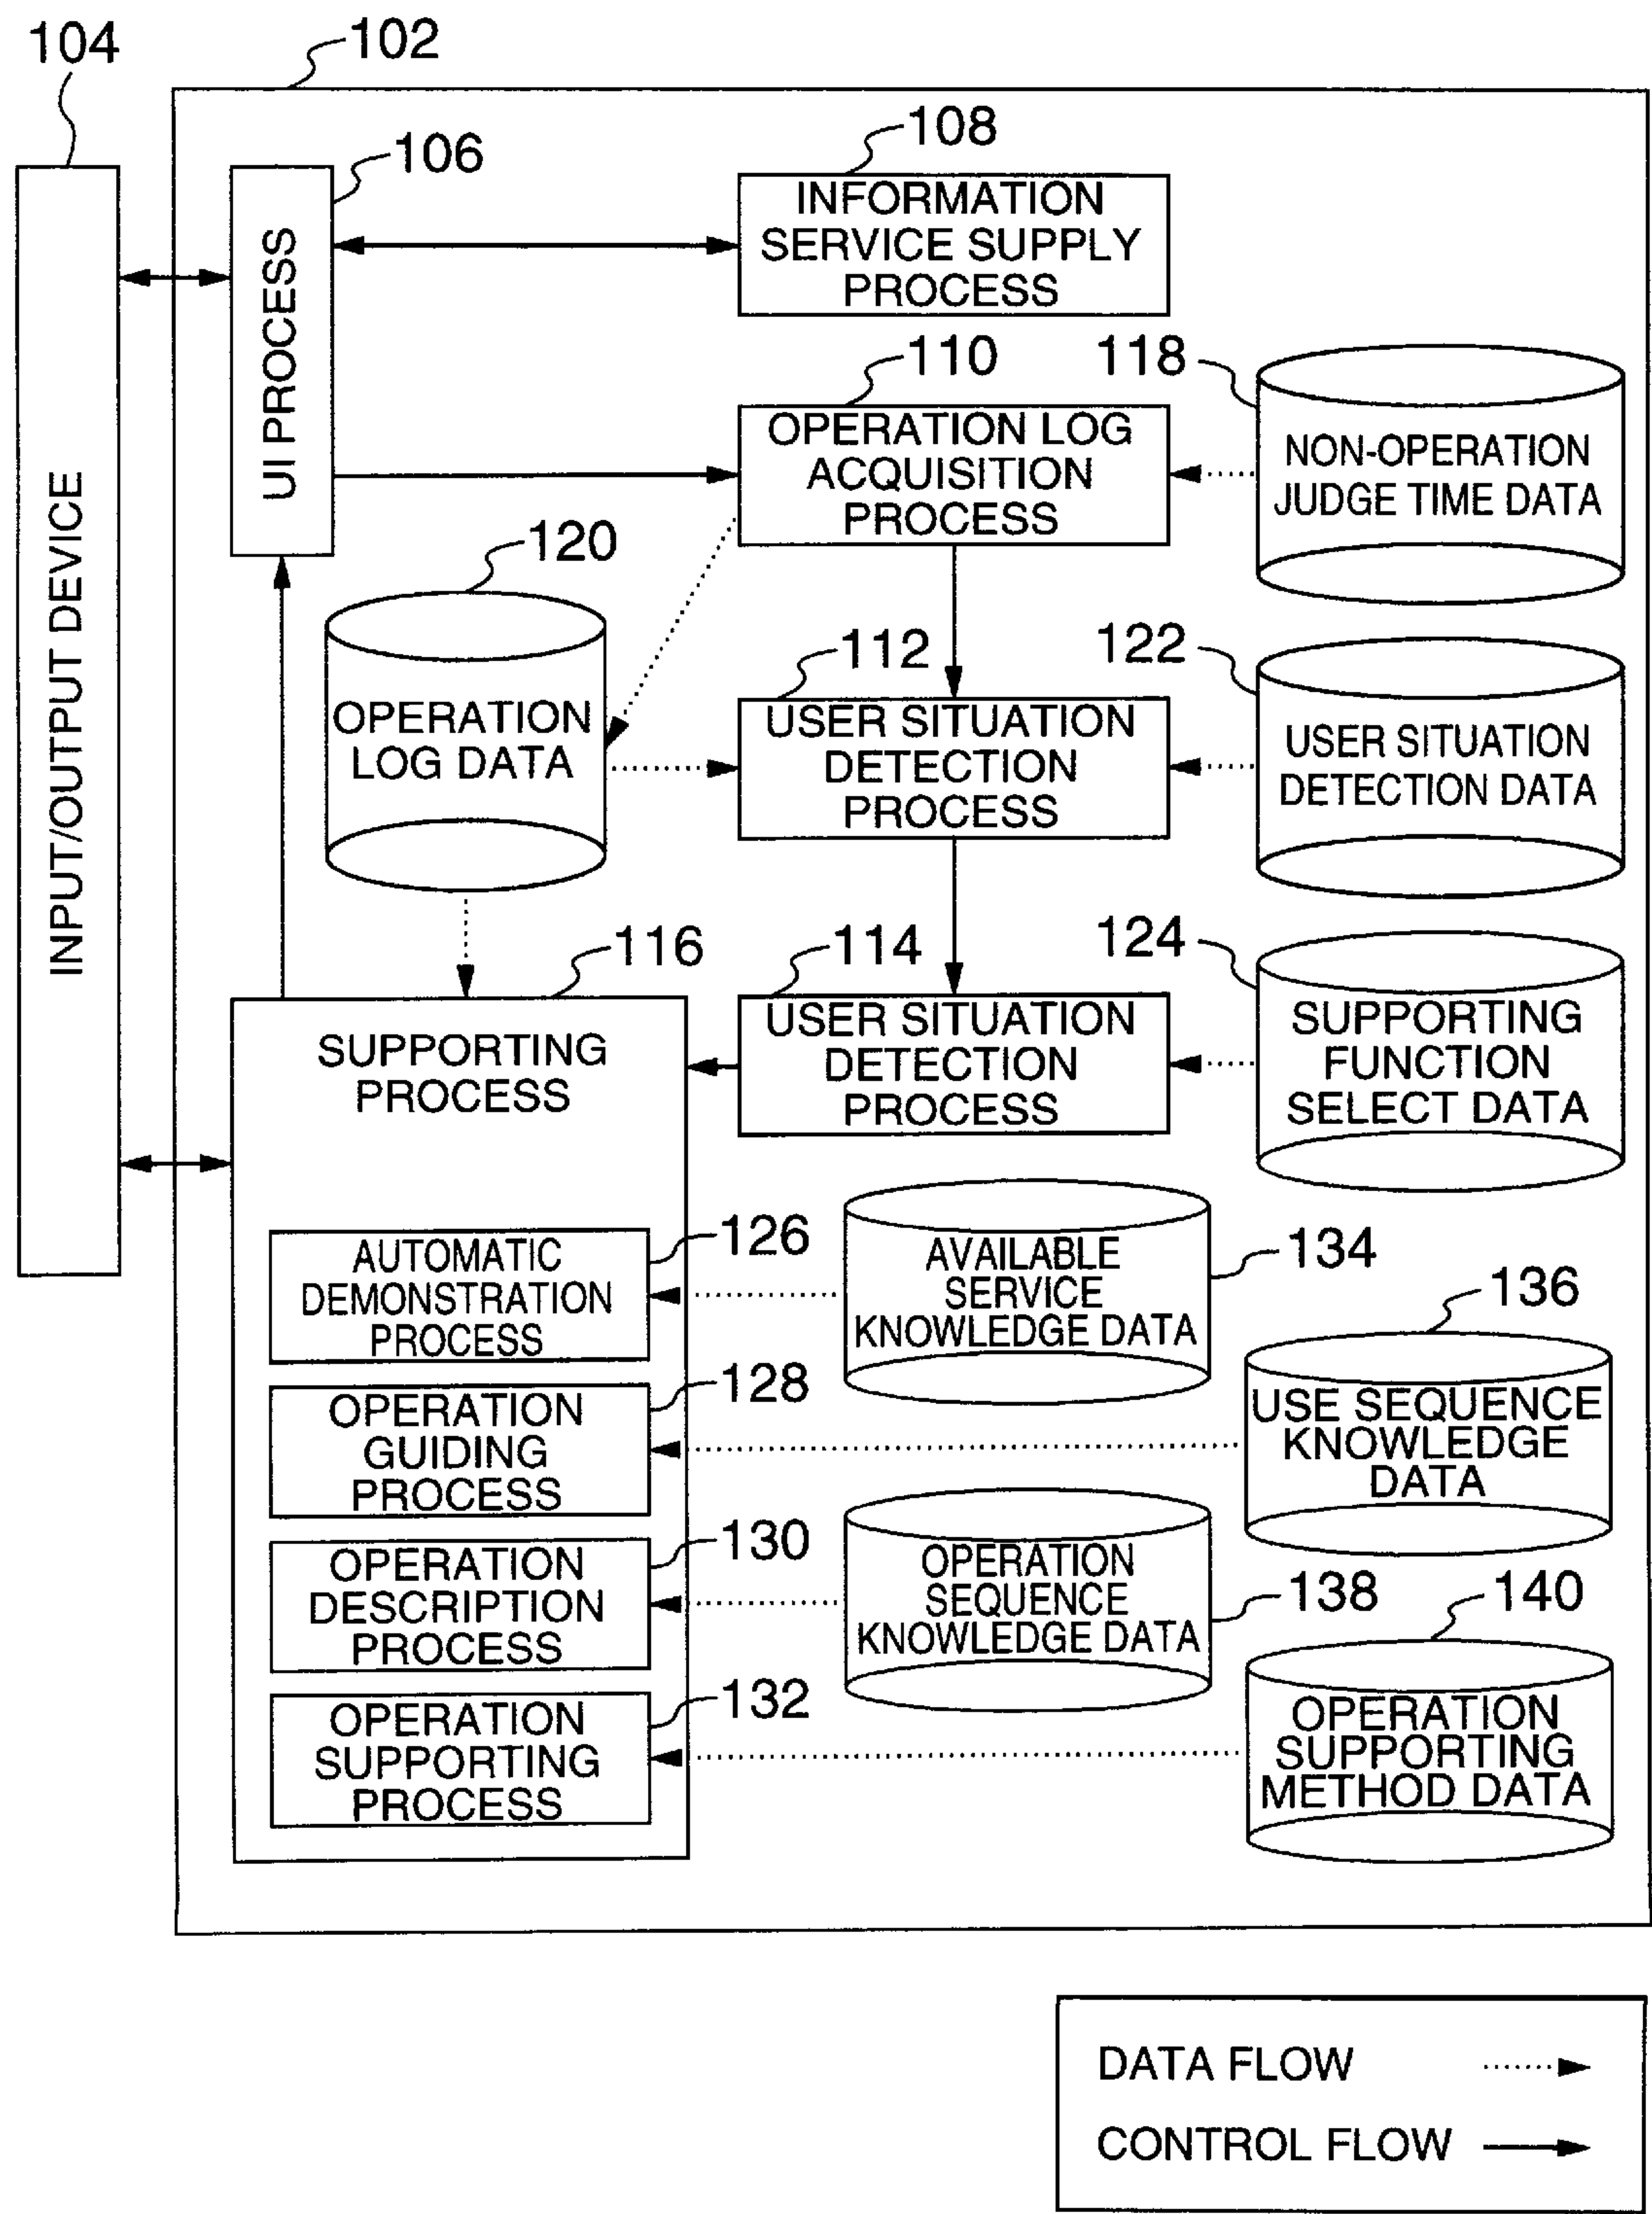 104
102
106
108
INFORMATION
SERVICE SUPPLY
PROCESS
UI PROCESS
INPUT/OUTPUT DEVICE
110
118
OPERATION LOG
ACQUISITION
PROCESS
NON-OPERATION
JUDGE TIME DATA
120
OPERATION
LOG DATA
112
122
USER SITUATION
DETECTION
PROCESS
USER SITUATION
DETECTION DATA
116
114
124
SUPPORTING
PROCESS
USER SITUATION
DETECTION
PROCESS
SUPPORTING
FUNCTION
SELECT DATA
126
AUTOMATIC
DEMONSTRATION
PROCESS
AVAILABLE
SERVICE
KNOWLEDGE DATA
134
136
128
OPERATION
GUIDING
PROCESS
USE SEQUENCE
KNOWLEDGE
DATA
130
OPERATION
DESCRIPTION
PROCESS
OPERATION
SEQUENCE
KNOWLEDGE DATA
138
140
132
OPERATION
SUPPORTING
PROCESS
OPERATION
SUPPORTING
METHOD DATA
DATA FLOW
CONTROL FLOW